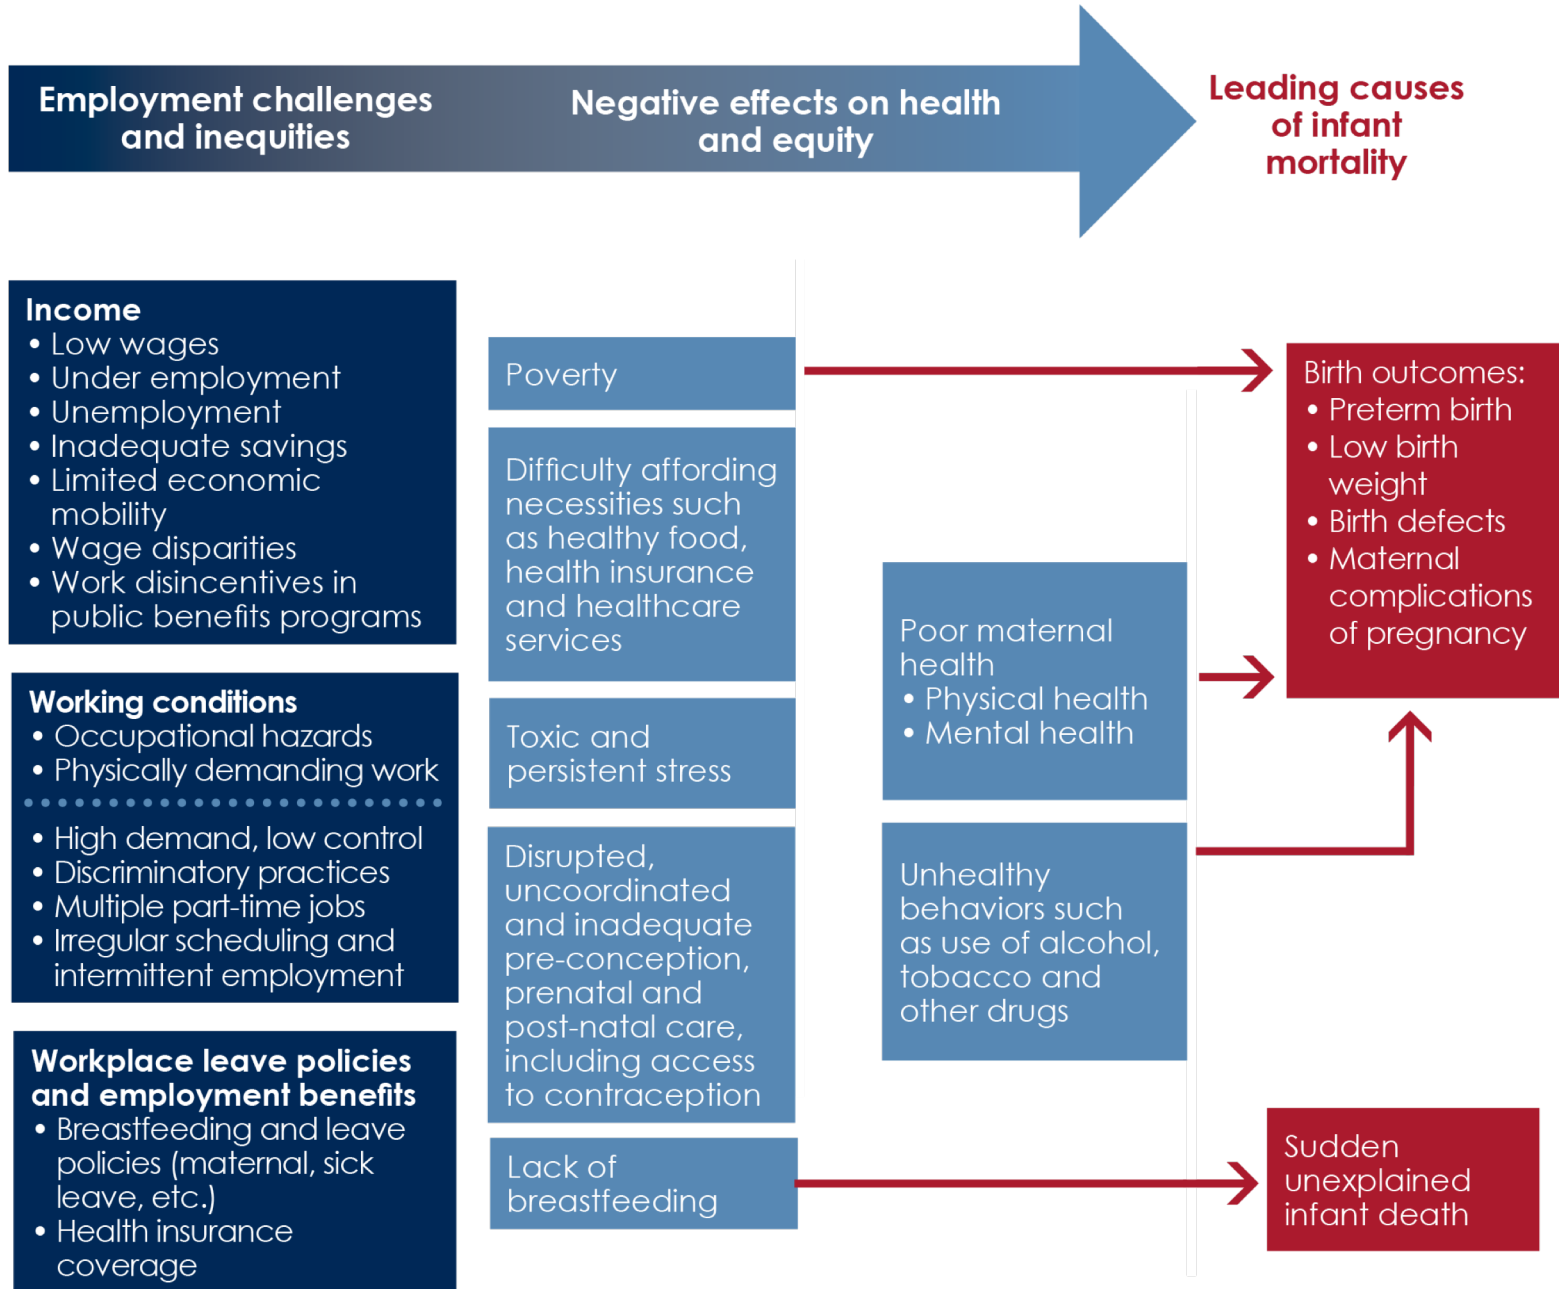 Employment challenges
and inequities
Negative effects on health
and equity
Leading causes
of infant
mortality
Income
• Low wages
• Under employment
• Unemployment
• Inadequate savings
• Limited economic
mobility
• Wage disparities
• Work disincentives in
public benefits programs
Working conditions
• Occupational hazards
• Physically demanding work
• High demand, low control
• Discriminatory practices
• Multiple part-time jobs
• Irregular scheduling and
intermittent employment
Workplace leave policies
and employment benefits
• Breastfeeding and leave
policies (maternal, sick
leave, etc.)
• Health insurance
coverage
Poverty
Difficulty affording
necessities such
as healthy food,
health insurance
and healthcare
services
Toxic and
persistent stress
Disrupted,
uncoordinated
and inadequate
pre-conception,
prenatal and
post-natal care,
including access
to contraception
Lack of
breastfeeding
Poor maternal
health
• Physical health
• Mental health
Unhealthy
behaviors such
as use of alcohol,
tobacco and
other drugs
Birth outcomes:
• Preterm birth
• Low birth
weight
• Birth defects
• Maternal
complications
of pregnancy
Sudden
unexplained
infant death